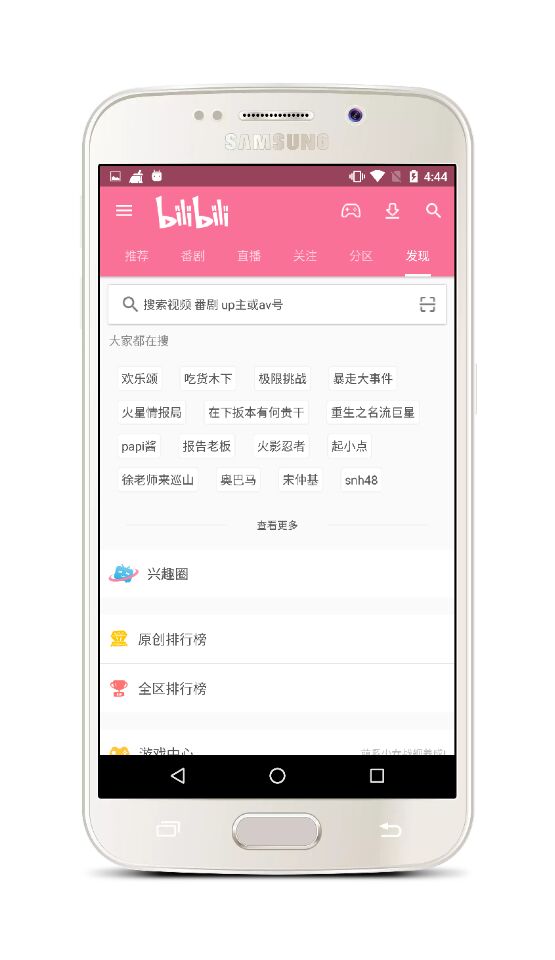 SAMSUNG
4:44
bilibili
推荐 番剧 直播 关注 分区 发现
搜索视频 番剧 up主或av号
大家都在搜
欢乐颂 吃货木下 极限挑战 暴走大事件
火星情报局 在下坂本有何贵干 重生之名流巨星
papi酱 报告老板 火影忍者 起小点
徐老师来巡山 奥巴马 宋仲基 snh48
查看更多
兴趣圈
原创排行榜
全区排行榜
游戏中心